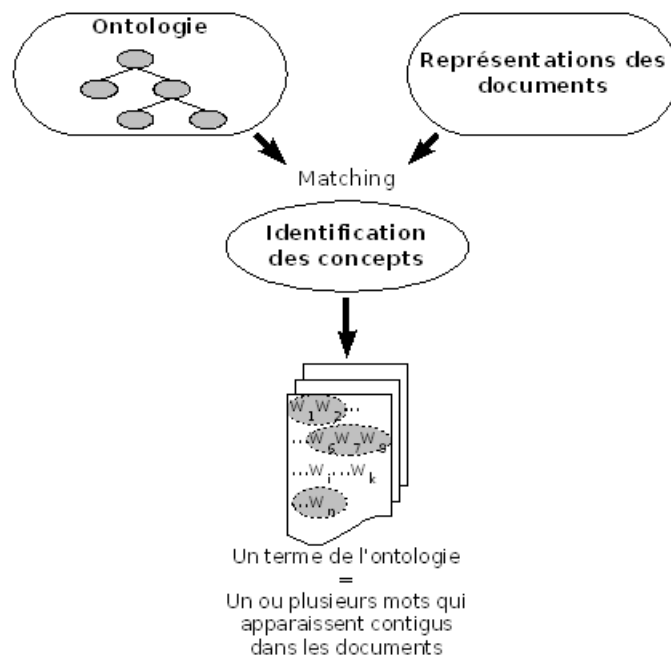 Ontologie
Représentations des
documents
Matching
Identification
des concepts
W1W2...
...W6W7W9
...Wi...Wk
...Wn
Un terme de l'ontologie
=
Un ou plusieurs mots qui
apparaissent contigus
dans les documents